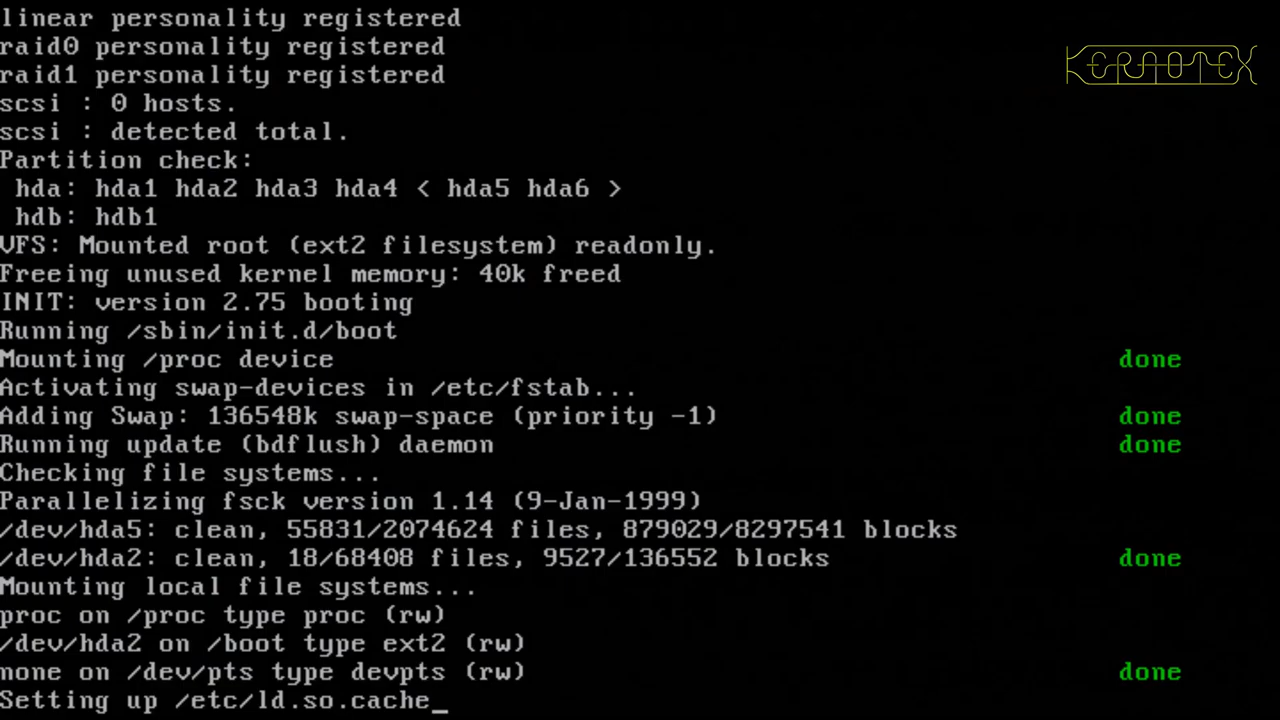 linear personality registered
raid0 personality registered
raid1 personality registered
KERAOTEX
scsi : 0 hosts.
scsi : detected total.
Partition check:
 hda: hda1 hda2 hda3 hda4 < hda5 hda6 >
 hdb: hdb1
VFS: Mounted root (ext2 filesystem) readonly.
Freeing unused kernel memory: 40k freed
INIT: version 2.75 booting
Running /sbin/init.d/boot
Mounting /proc device done
Activating swap-devices in /etc/fstab...
Adding Swap: 136548k swap-space (priority -1) done
Running update (bdflush) daemon done
Checking file systems...
Parallelizing fsck version 1.14 (9-Jan-1999)
/dev/hda5: clean, 55831/2074624 files, 879029/8297541 blocks
/dev/hda2: clean, 18/68408 files, 9527/136552 blocks done
Mounting local file systems...
proc on /proc type proc (rw)
/dev/hda2 on /boot type ext2 (rw)
none on /dev/pts type devpts (rw) done
Setting up /etc/ld.so.cache_